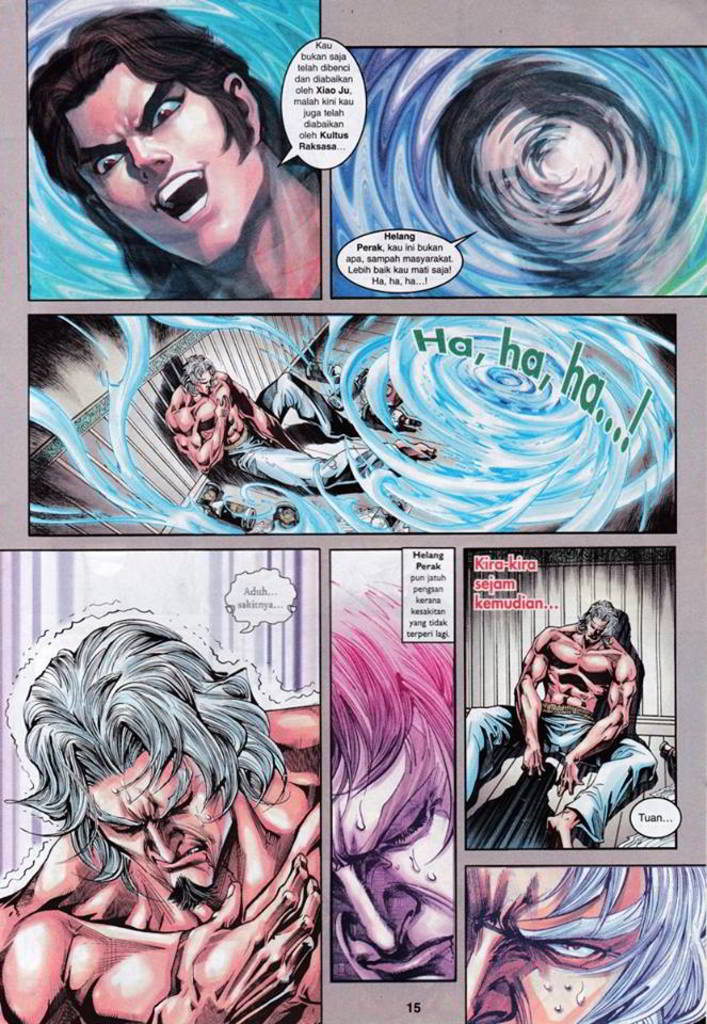 Kau
bukan saja
telah dibenci
dan diabaikan
oleh Xiao Ju,
malah kini kau
juga telah
diabaikan
oleh Kultus
Raksasa...
Helang
Perak, kau ini bukan
apa, sampah masyarakat.
Lebih baik kau mati saja!
Ha, ha, ha...!
Ha, ha, ha....!
Aduh...
sakitnya...
Helang
Perak
pun jatuh
pengsan
kerana
kesakitan
yang tidak
terperi lagi.
Kira-kira
sejam
kemudian...
Tuan...
15